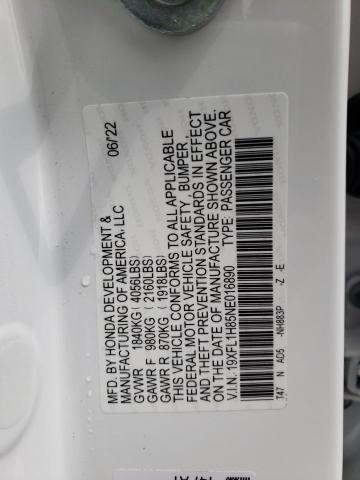 MFD. BY HONDA DEVELOPMENT & 06/22
MANUFACTURING OF AMERICA, LLC
GVWR 1840KG (4056LBS)
GAWR F 980KG (2160LBS)
GAWR R 870KG (1918LBS)
THIS VEHICLE CONFORMS TO ALL APPLICABLE
FEDERAL MOTOR VEHICLE SAFETY, BUMPER,
AND THEFT PREVENTION STANDARDS IN EFFECT
ON THE DATE OF MANUFACTURE SHOWN ABOVE.
V.I.N. 19XFL1H85NE016890 TYPE: PASSENGER CAR
T47 N AD5 -NH883P -Z -E